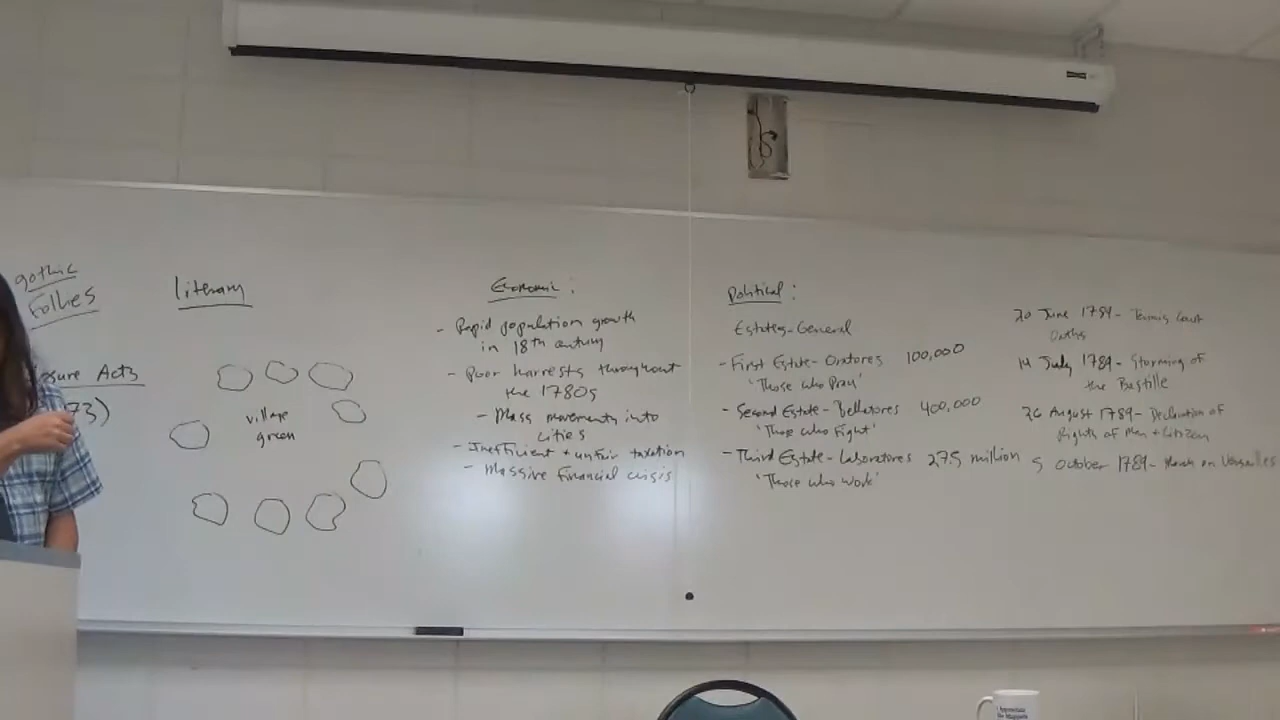 gothic
Follies
Literary
osure Acts
73)
village
green
Economic:
- Rapid population growth
in 18th century
- Poor harvests throughout
the 1780s
- Mass movements into
cities
- Inefficient + unfair taxation
- Massive financial crisis
Political:
Estates-General
- First Estate- Oratores 100,000
'Those who Pray'
- Second Estate- Bellatores 400,000
'Those who Fight'
- Third Estate- Laboratores 27.5 million
'Those who work'
20 June 1789- Tennis Court
Oaths
14 July 1789- Storming of
the Bastille
26 August 1789- Declaration of
Rights of Man + Citizen
5 October 1789- March on Versailles